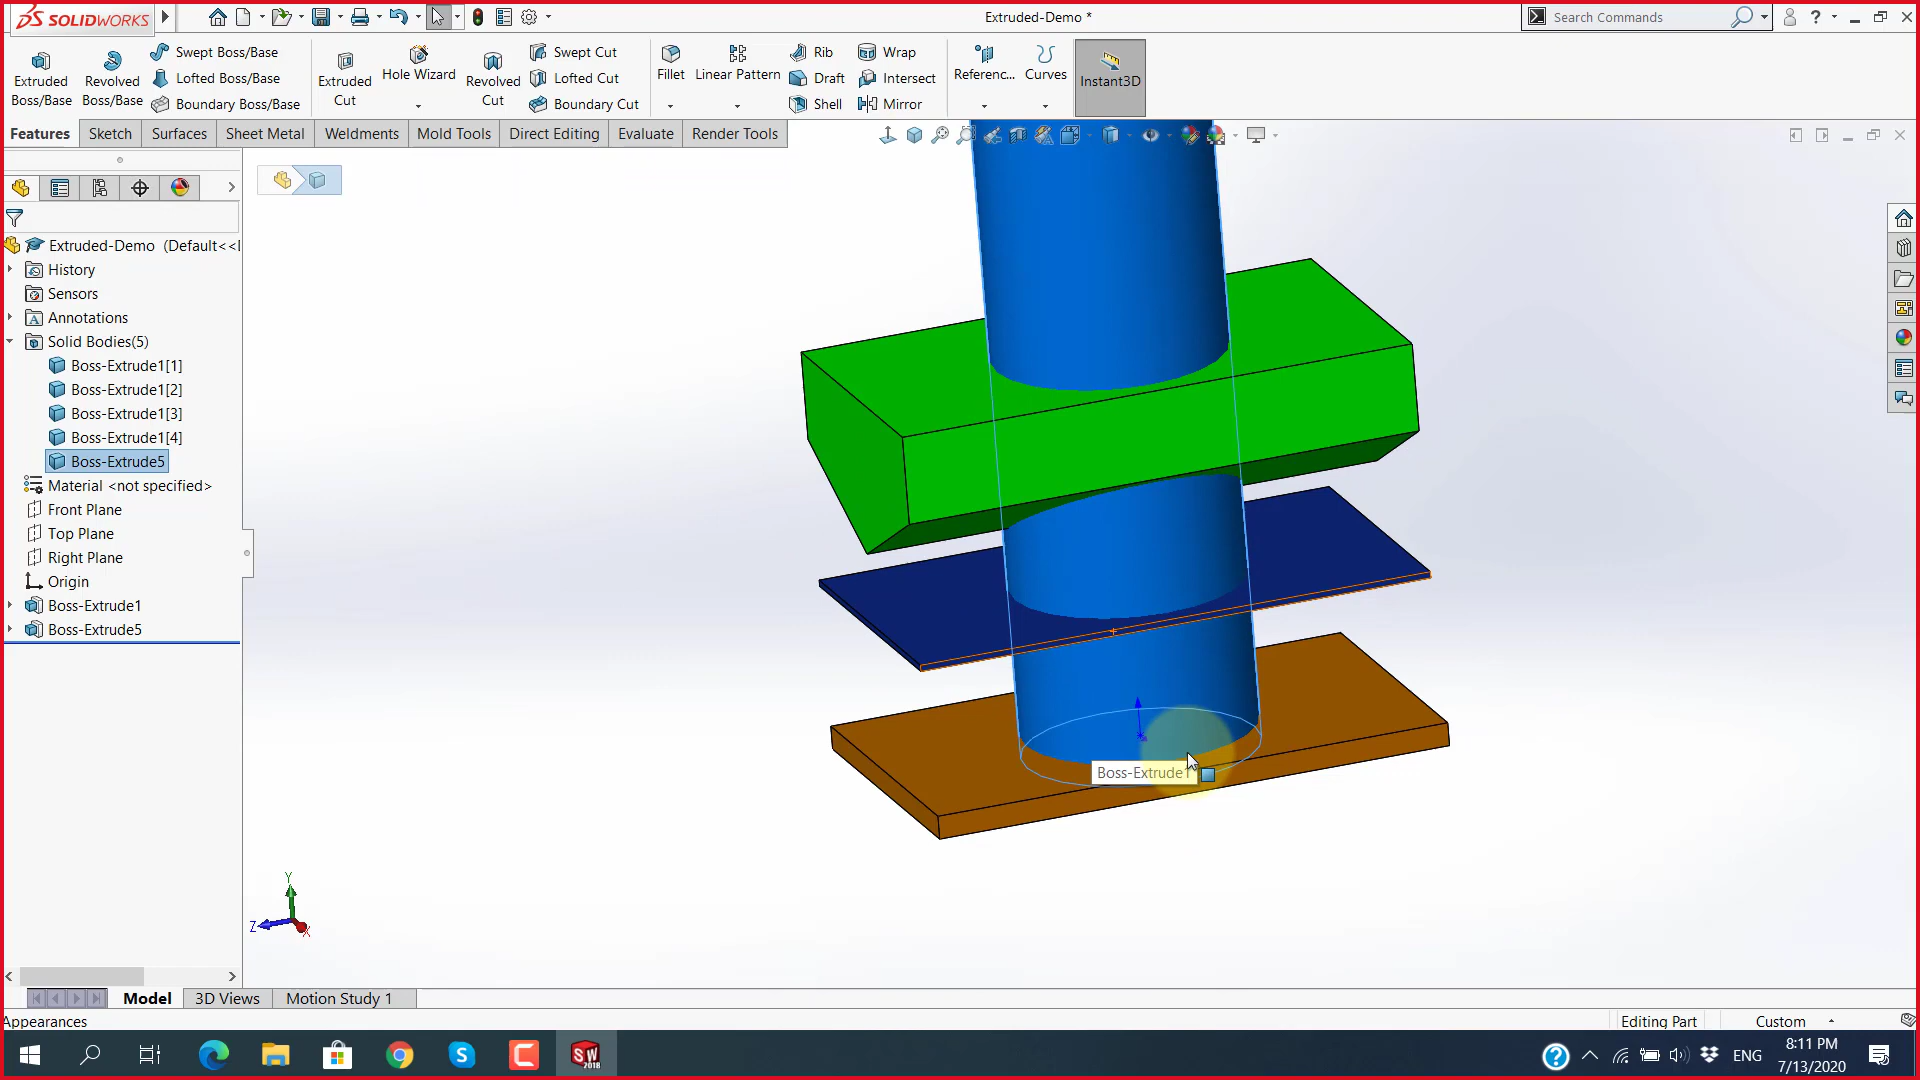 SOLIDWORKS
Extruded-Demo *
Search Commands
?
Extruded Boss/Base
Revolved Boss/Base
Swept Boss/Base
Lofted Boss/Base
Boundary Boss/Base
Extruded Cut
Hole Wizard
Revolved Cut
Swept Cut
Lofted Cut
Boundary Cut
Fillet
Linear Pattern
Rib
Draft
Shell
Wrap
Intersect
Mirror
Referenc...
Curves
Instant3D
Features
Sketch
Surfaces
Sheet Metal
Weldments
Mold Tools
Direct Editing
Evaluate
Render Tools
Extruded-Demo (Default<<
History
Sensors
Annotations
Solid Bodies(5)
Boss-Extrude1[1]
Boss-Extrude1[2]
Boss-Extrude1[3]
Boss-Extrude1[4]
Boss-Extrude5
Material <not specified>
Front Plane
Top Plane
Right Plane
Origin
Boss-Extrude1
Boss-Extrude5
Boss-Extrude1
Y
Z
X
Model
3D Views
Motion Study 1
Appearances
Editing Part
Custom
SW
2018
?
ENG
8:11 PM
7/13/2020